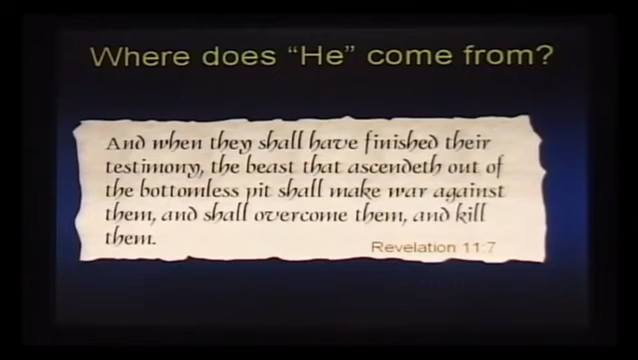 Where does “He” come from?
And when they shall have finished their
testimony, the beast that ascendeth out of
the bottomless pit shall make war against
them, and shall overcome them, and kill
them.
Revelation 11:7